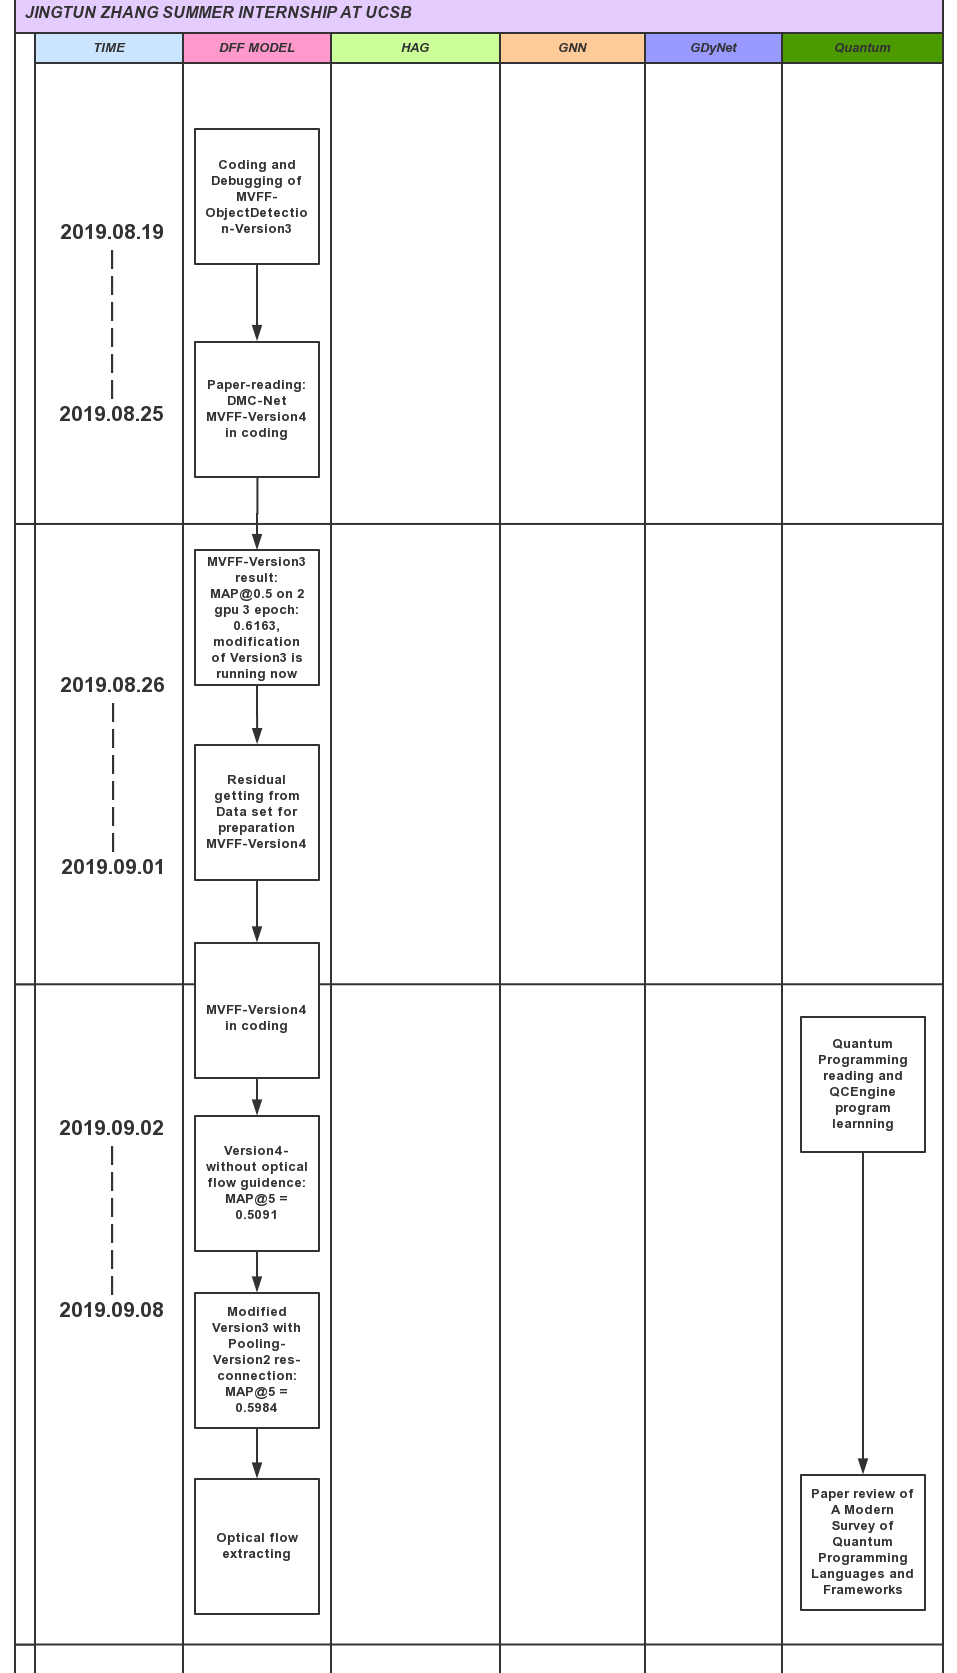 JINGTUN ZHANG SUMMER INTERNSHIP AT UCSB
TIME
DFF MODEL
HAG
GNN
GDyNet
Quantum
2019.08.19
2019.08.25
Coding and
Debugging of
MVFF-
ObjectDetectio
n-Version3
Paper-reading:
DMC-Net
MVFF-Version4
in coding
2019.08.26
2019.09.01
MVFF-Version3
result:
MAP@0.5 on 2
gpu 3 epoch:
0.6163,
modification
of Version3 is
running now
Residual
getting from
Data set for
preparation
MVFF-Version4
MVFF-Version4
in coding
2019.09.02
2019.09.08
Version4-
without optical
flow guidence:
MAP@5 =
0.5091
Modified
Version3 with
Pooling-
Version2 res-
connection:
MAP@5 =
0.5984
Optical flow
extracting
Quantum
Programming
reading and
QCEngine
program
learnning
Paper review of
A Modern
Survey of
Quantum
Programming
Languages and
Frameworks